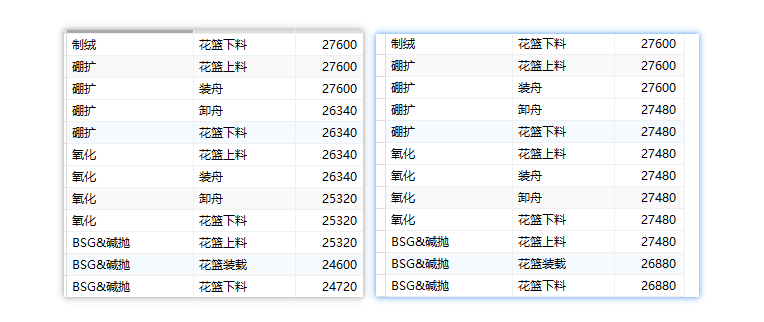 制绒 花篮下料 27600
硼扩 花篮上料 27600
硼扩 装舟 27600
硼扩 卸舟 26340
硼扩 花篮下料 26340
氧化 花篮上料 26340
氧化 装舟 26340
氧化 卸舟 25320
氧化 花篮下料 25320
BSG&碱抛 花篮上料 25320
BSG&碱抛 花篮装载 24600
BSG&碱抛 花篮下料 24720
制绒 花篮下料 27600
硼扩 花篮上料 27600
硼扩 装舟 27600
硼扩 卸舟 27480
硼扩 花篮下料 27480
氧化 花篮上料 27480
氧化 装舟 27480
氧化 卸舟 27480
氧化 花篮下料 27480
BSG&碱抛 花篮上料 27480
BSG&碱抛 花篮装载 26880
BSG&碱抛 花篮下料 26880